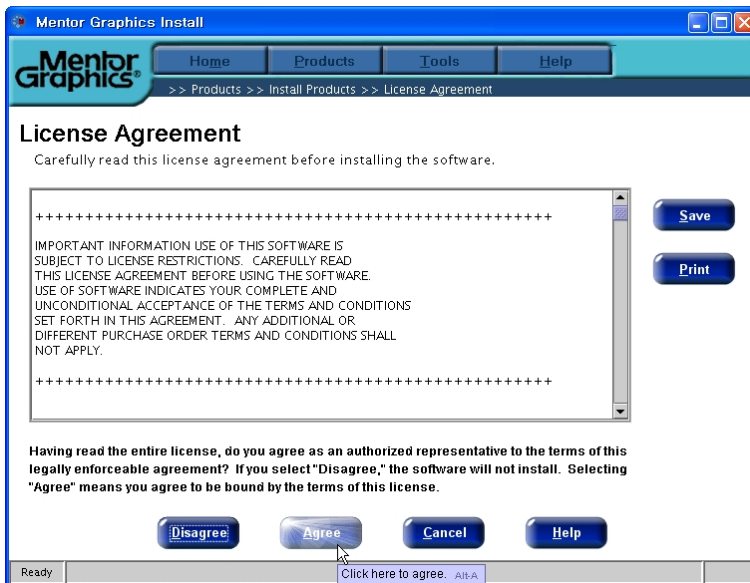 Mentor Graphics Install
Mentor
Graphics®
Home Products Tools Help
>> Products >> Install Products >> License Agreement
License Agreement
Carefully read this license agreement before installing the software.
++++++++++++++++++++++++++++++++++++++++++++++++++++
IMPORTANT INFORMATION USE OF THIS SOFTWARE IS
SUBJECT TO LICENSE RESTRICTIONS.  CAREFULLY READ
THIS LICENSE AGREEMENT BEFORE USING THE SOFTWARE.
USE OF SOFTWARE INDICATES YOUR COMPLETE AND
UNCONDITIONAL ACCEPTANCE OF THE TERMS AND CONDITIONS
SET FORTH IN THIS AGREEMENT.  ANY ADDITIONAL OR
DIFFERENT PURCHASE ORDER TERMS AND CONDITIONS SHALL
NOT APPLY.
++++++++++++++++++++++++++++++++++++++++++++++++++++
Save
Print
Having read the entire license, do you agree as an authorized representative to the terms of this
legally enforceable agreement?  If you select "Disagree," the software will not install.  Selecting
"Agree" means you agree to be bound by the terms of this license.
Disagree Agree Cancel Help
Ready
Click here to agree. Alt-A